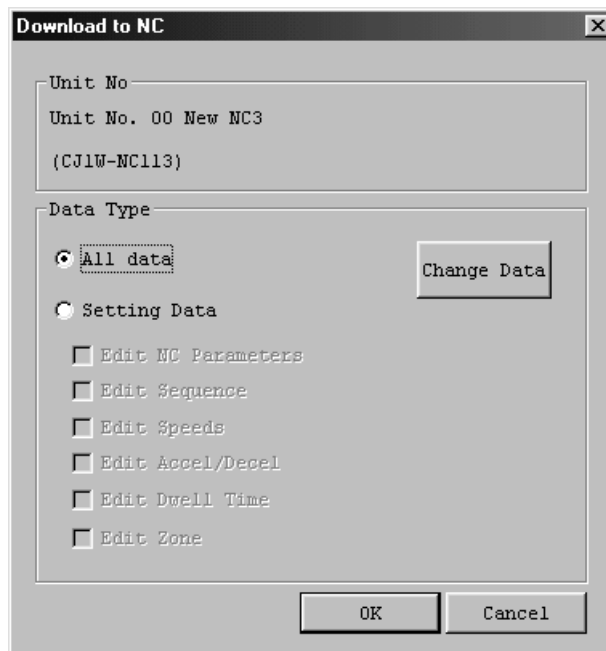 Download to NC
Unit No
Unit No. 00 New NC3
(CJ1W-NC113)
Data Type
All data
Change Data
Setting Data
Edit NC Parameters
Edit Sequence
Edit Speeds
Edit Accel/Decel
Edit Dwell Time
Edit Zone
OK
Cancel